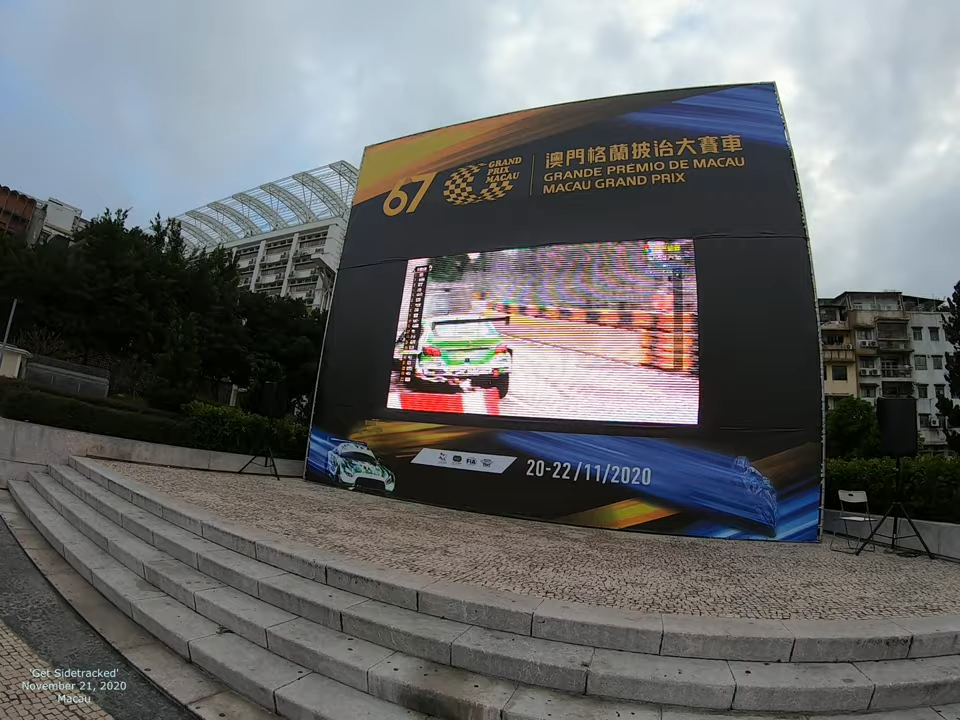 67
GRAND
PRIX
MACAU
澳門格蘭披治大賽車
GRANDE PRÉMIO DE MACAU
MACAU GRAND PRIX
FIA
20-22/11/2020
'Get Sidetracked'
November 21, 2020
Macau